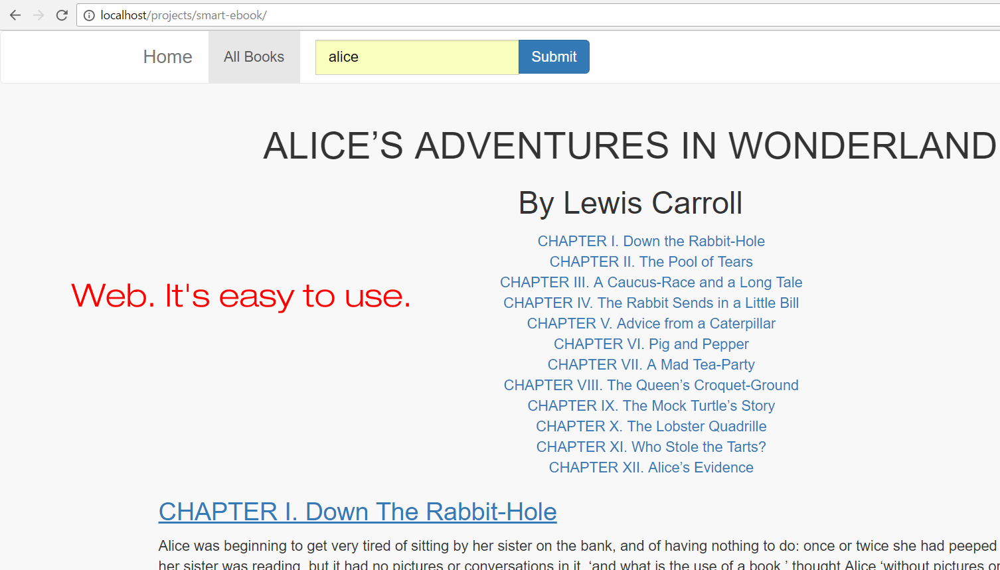 localhost/projects/smart-ebook/
Home All Books alice Submit
ALICE’S ADVENTURES IN WONDERLAND
By Lewis Carroll
CHAPTER I. Down the Rabbit-Hole
CHAPTER II. The Pool of Tears
CHAPTER III. A Caucus-Race and a Long Tale
Web. It's easy to use.
CHAPTER IV. The Rabbit Sends in a Little Bill
CHAPTER V. Advice from a Caterpillar
CHAPTER VI. Pig and Pepper
CHAPTER VII. A Mad Tea-Party
CHAPTER VIII. The Queen’s Croquet-Ground
CHAPTER IX. The Mock Turtle’s Story
CHAPTER X. The Lobster Quadrille
CHAPTER XI. Who Stole the Tarts?
CHAPTER XII. Alice’s Evidence
CHAPTER I. Down The Rabbit-Hole
Alice was beginning to get very tired of sitting by her sister on the bank, and of having nothing to do: once or twice she had peeped
her sister was reading, but it had no pictures or conversations in it, ‘and what is the use of a book,’ thought Alice ‘without pictures or